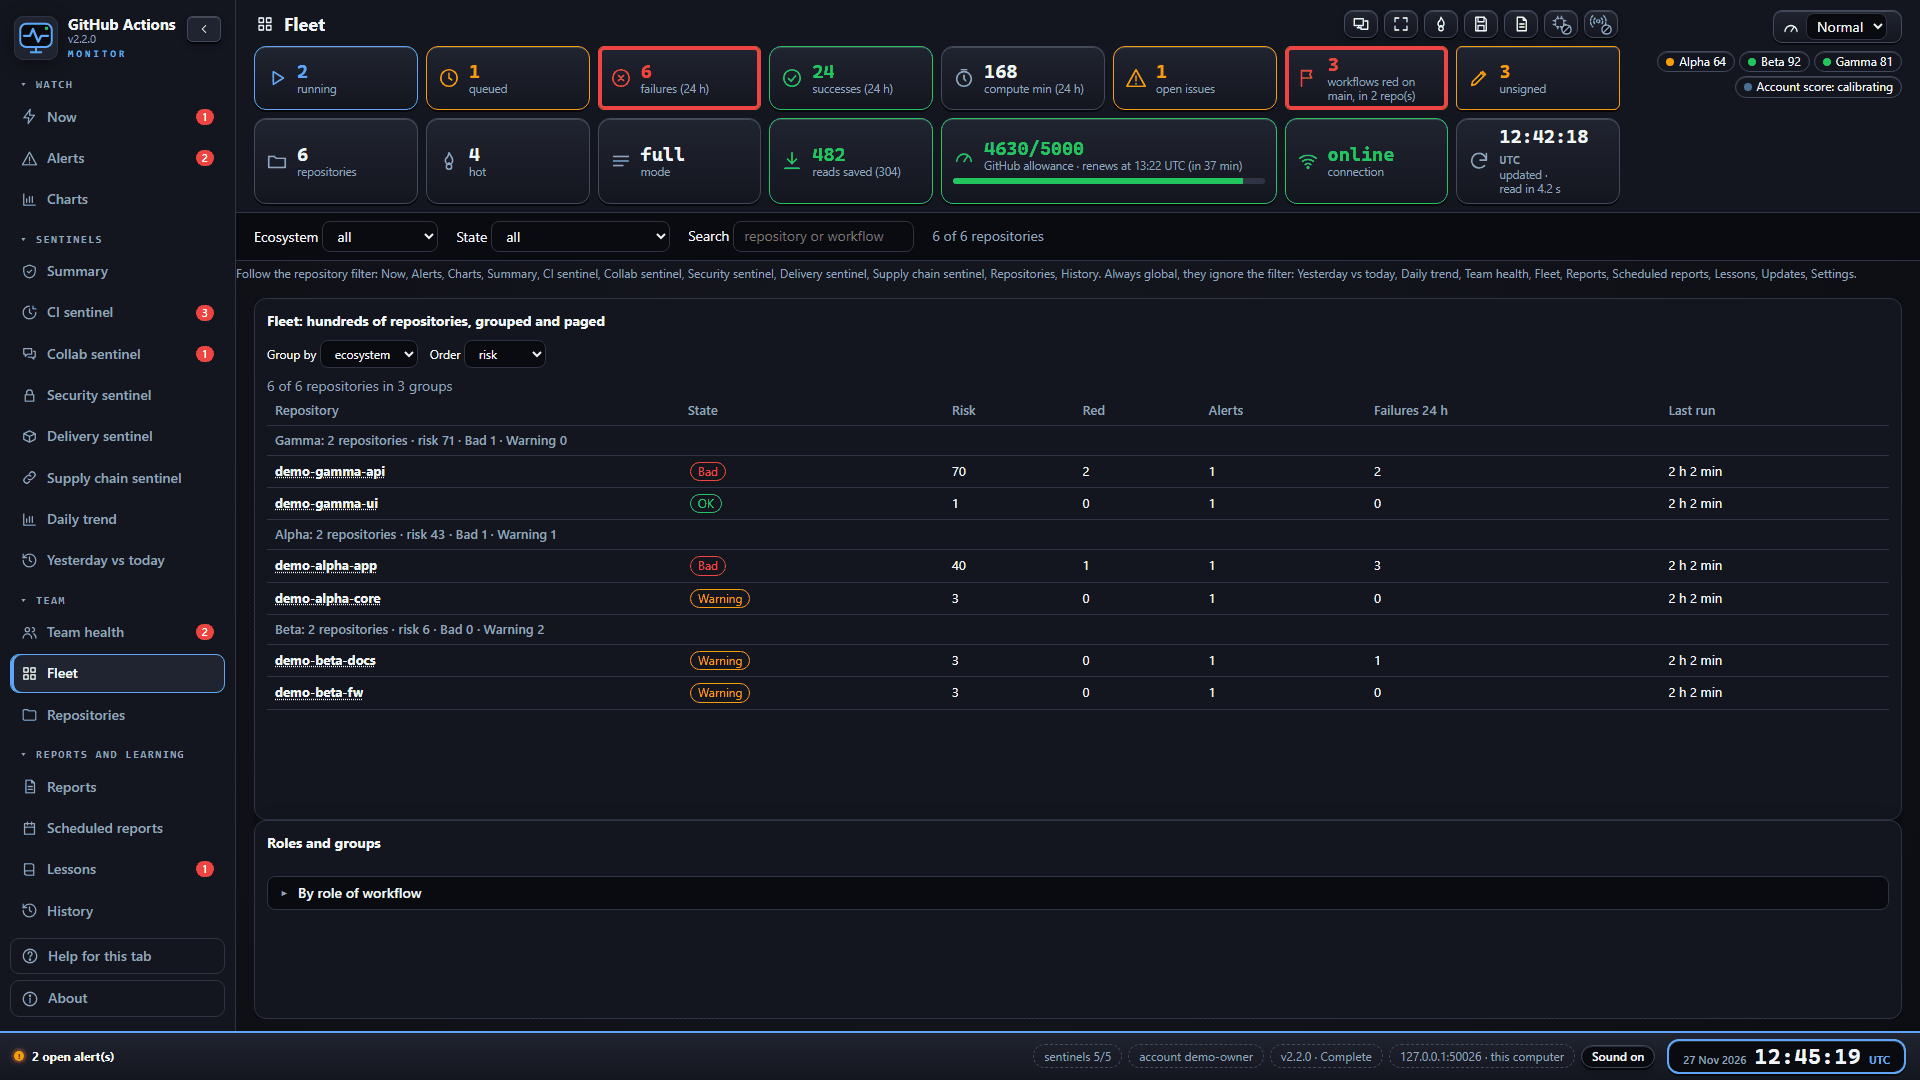 GitHub Actions
v2.2.0
MONITOR
WATCH
Now 1
Alerts 2
Charts
SENTINELS
Summary
CI sentinel 3
Collab sentinel 1
Security sentinel
Delivery sentinel
Supply chain sentinel
Daily trend
Yesterday vs today
TEAM
Team health 2
Fleet
Repositories
REPORTS AND LEARNING
Reports
Scheduled reports
Lessons 1
History
Help for this tab
About
Fleet
Normal
Alpha 64
Beta 92
Gamma 81
Account score: calibrating
2
running
1
queued
6
failures (24 h)
24
successes (24 h)
168
compute min (24 h)
1
open issues
3
workflows red on
main, in 2 repo(s)
3
unsigned
6
repositories
4
hot
full
mode
482
reads saved (304)
4630/5000
GitHub allowance · renews at 13:22 UTC (in 37 min)
online
connection
12:42:18
UTC
updated ·
read in 4.2 s
Ecosystem all State all Search repository or workflow 6 of 6 repositories
Follow the repository filter: Now, Alerts, Charts, Summary, CI sentinel, Collab sentinel, Security sentinel, Delivery sentinel, Supply chain sentinel, Repositories, History. Always global, they ignore the filter: Yesterday vs today, Daily trend, Team health, Fleet, Reports, Scheduled reports, Lessons, Updates, Settings.
Fleet: hundreds of repositories, grouped and paged
Group by ecosystem Order risk
6 of 6 repositories in 3 groups
Repository State Risk Red Alerts Failures 24 h Last run
Gamma: 2 repositories · risk 71 · Bad 1 · Warning 0
demo-gamma-api Bad 70 2 1 2 2 h 2 min
demo-gamma-ui OK 1 0 1 0 2 h 2 min
Alpha: 2 repositories · risk 43 · Bad 1 · Warning 1
demo-alpha-app Bad 40 1 1 3 2 h 2 min
demo-alpha-core Warning 3 0 1 0 2 h 2 min
Beta: 2 repositories · risk 6 · Bad 0 · Warning 2
demo-beta-docs Warning 3 0 1 1 2 h 2 min
demo-beta-fw Warning 3 0 1 0 2 h 2 min
Roles and groups
By role of workflow
2 open alert(s)
sentinels 5/5
account demo-owner
v2.2.0 · Complete
127.0.0.1:50026 · this computer
Sound on
27 Nov 2026 12:45:19 UTC